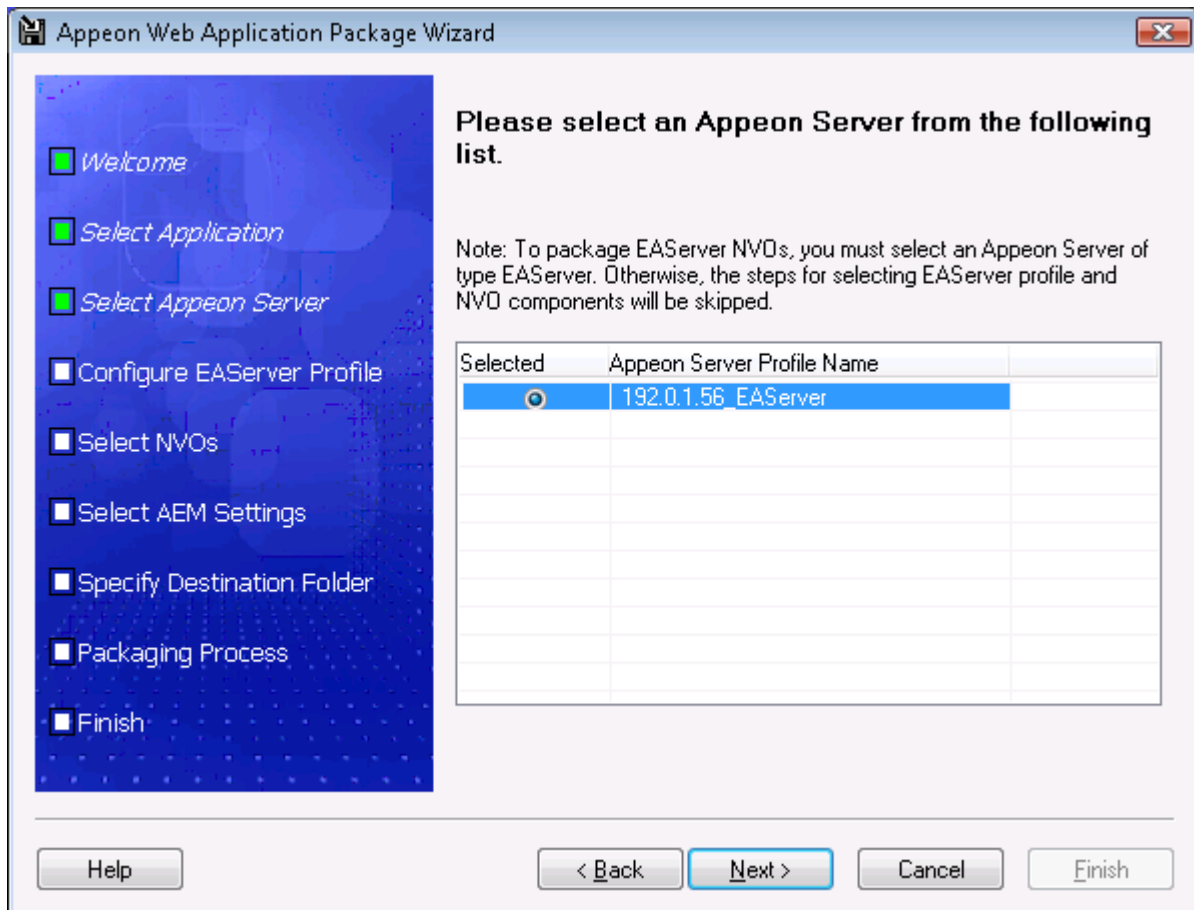 Appeon Web Application Package Wizard
Welcome
Select Application
Select Appeon Server
Configure EAServer Profile
Select NVOs
Select AEM Settings
Specify Destination Folder
Packaging Process
Finish
Please select an Appeon Server from the following
list.
Note: To package EAServer NVOs, you must select an Appeon Server of
type EAServer. Otherwise, the steps for selecting EAServer profile and
NVO components will be skipped.
Selected Appeon Server Profile Name
192.0.1.56_EAServer
Help < Back Next > Cancel Finish